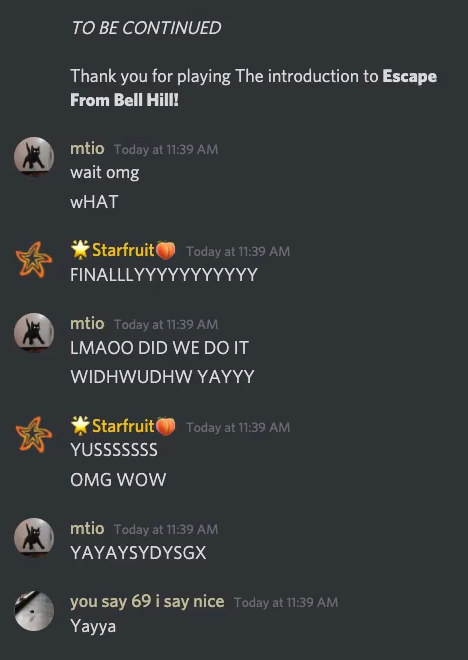 TO BE CONTINUED
Thank you for playing The introduction to Escape
From Bell Hill!
mtio Today at 11:39 AM
wait omg
wHAT
🌟Starfruit🍑 Today at 11:39 AM
FINALLLYYYYYYYYYYY
mtio Today at 11:39 AM
LMAOO DID WE DO IT
WIDHWUDHW YAYYY
🌟Starfruit🍑 Today at 11:39 AM
YUSSSSSSS
OMG WOW
mtio Today at 11:39 AM
YAYAYSYDYSGX
you say 69 i say nice Today at 11:39 AM
Yayya